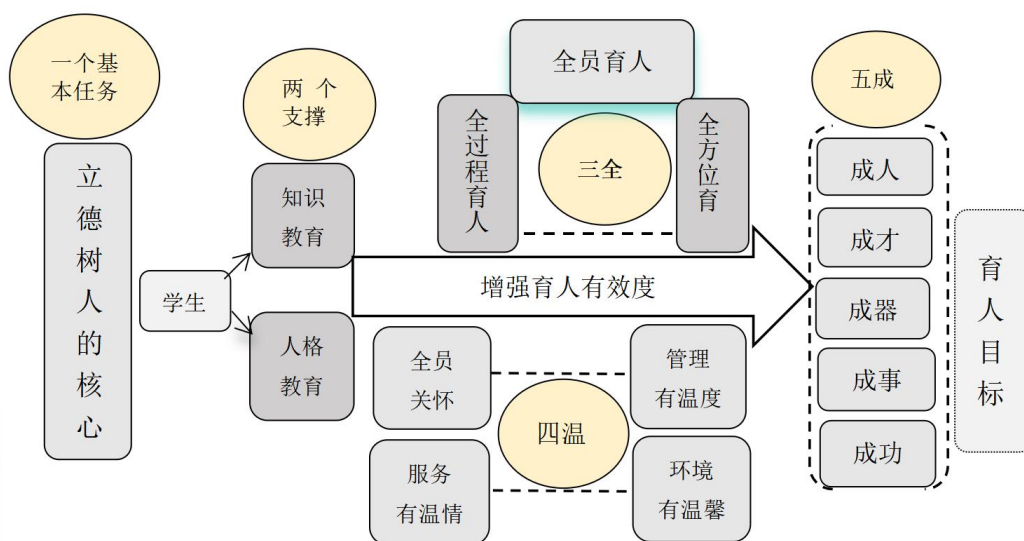 一个基
本任务
立德树人的核心
学生
两 个
支撑
知识
教育
人格
教育
全员育人
全过程育人
三全
全方位育
增强育人有效度
全员
关怀
管理
有温度
四温
服务
有温情
环境
有温馨
五成
成人
成才
成器
成事
成功
育人目标